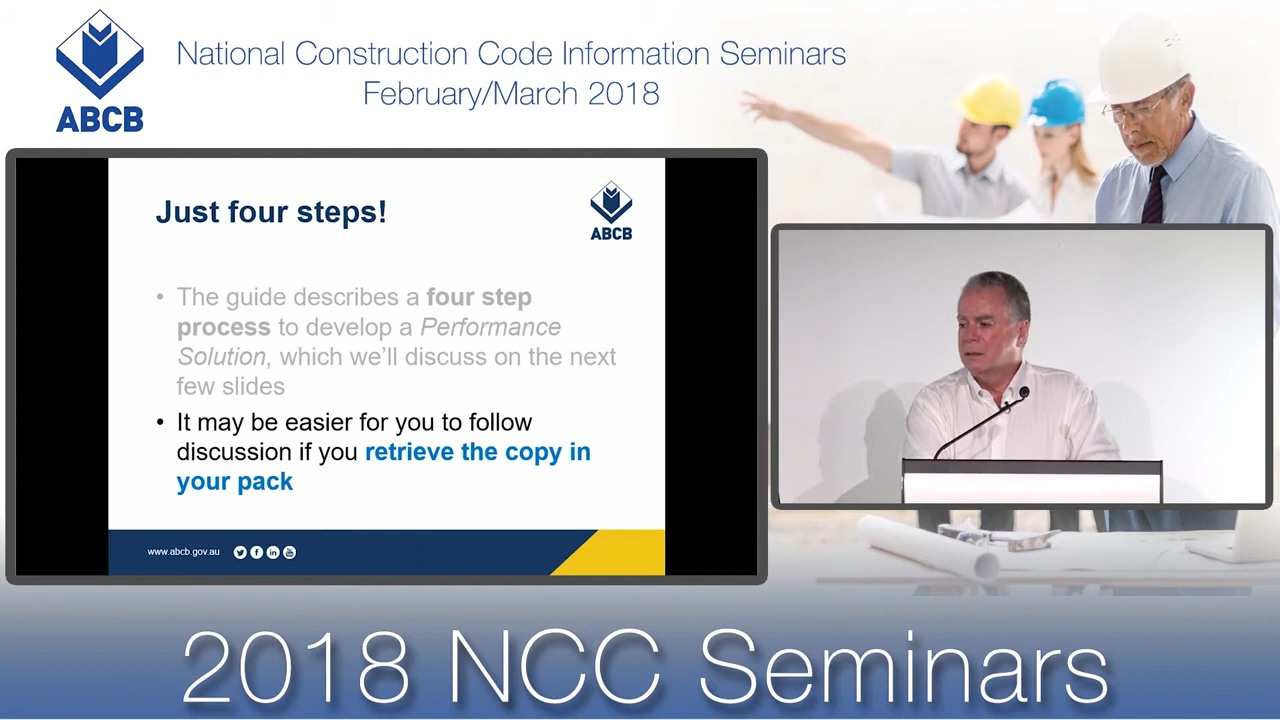 ABCB
National Construction Code Information Seminars
February/March 2018
Just four steps!
ABCB
• The guide describes a four step
process to develop a Performance
Solution, which we’ll discuss on the next
few slides
• It may be easier for you to follow
discussion if you retrieve the copy in
your pack
www.abcb.gov.au
2018 NCC Seminars